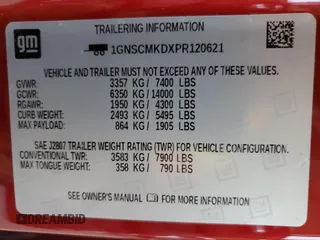 TRAILERING INFORMATION
gm
1GNSCMKDXPR120621
VEHICLE AND TRAILER MUST NOT EXCEED ANY OF THESE VALUES.
GVWR: 3357 KG / 7400 LBS
GCWR: 6350 KG / 14000 LBS
RGAWR: 1950 KG / 4300 LBS
CURB WEIGHT: 2493 KG / 5495 LBS
MAX PAYLOAD: 864 KG / 1905 LBS
SAE J2807 TRAILER WEIGHT RATING (TWR) FOR VEHICLE CONFIGURATION.
CONVENTIONAL TWR: 3583 KG / 7900 LBS
MAX TONGUE WEIGHT: 358 KG / 790 LBS
SEE OWNER'S MANUAL FOR MORE INFORMATION
DREAMBID